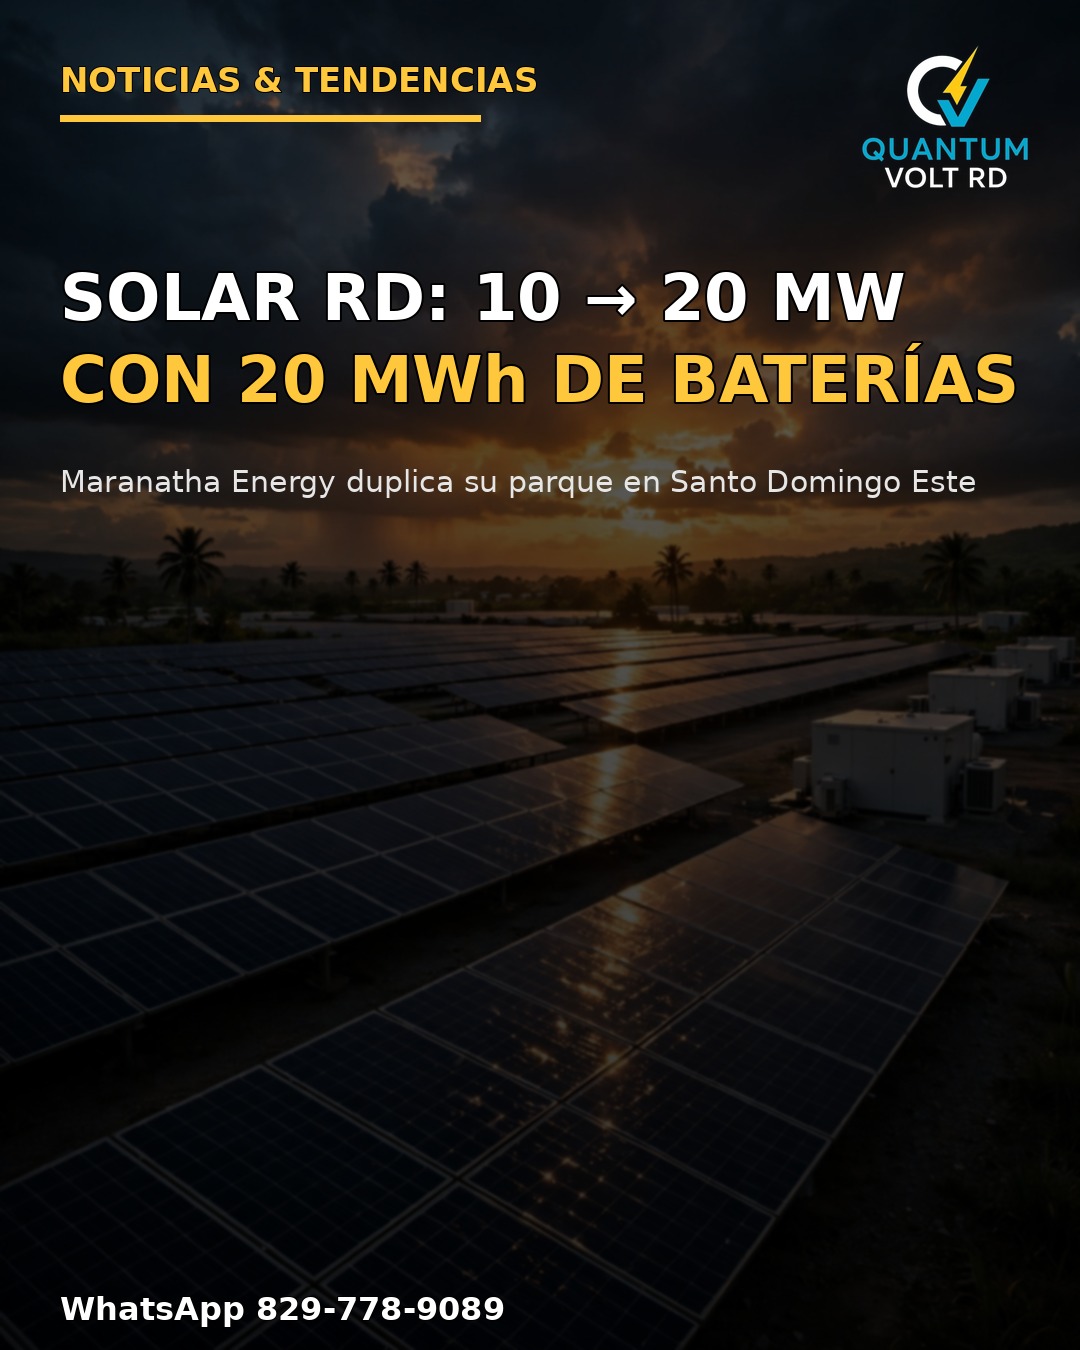 NOTICIAS & TENDENCIAS
QUANTUM
VOLT RD
SOLAR RD: 10 → 20 MW
CON 20 MWh DE BATERÍAS
Maranatha Energy duplica su parque en Santo Domingo Este
WhatsApp 829-778-9089